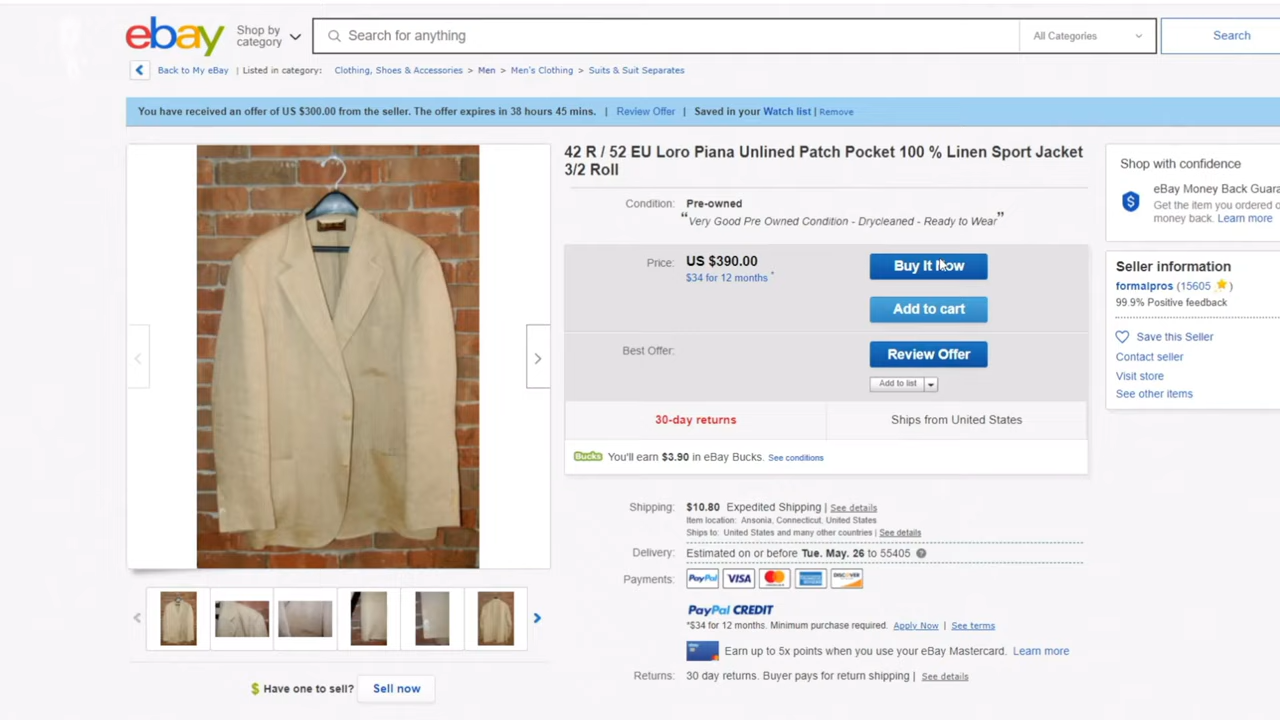 ebay
Shop by
category
Search for anything
All Categories
Search
Back to My eBay | Listed in category: Clothing, Shoes & Accessories > Men > Men's Clothing > Suits & Suit Separates
You have received an offer of US $300.00 from the seller. The offer expires in 38 hours 45 mins. | Review Offer | Saved in your Watch list | Remove
42 R / 52 EU Loro Piana Unlined Patch Pocket 100 % Linen Sport Jacket
3/2 Roll
Condition: Pre-owned
“Very Good Pre Owned Condition - Drycleaned - Ready to Wear”
Price: US $390.00
$34 for 12 months *
Buy It Now
Add to cart
Best Offer:
Review Offer
Add to list
30-day returns
Ships from United States
Bucks You'll earn $3.90 in eBay Bucks. See conditions
Shipping: $10.80 Expedited Shipping | See details
Item location: Ansonia, Connecticut, United States
Ships to: United States and many other countries | See details
Delivery: Estimated on or before Tue. May. 26 to 55405 ?
Payments: PayPal VISA MasterCard DISCOVER
PayPal CREDIT
*$34 for 12 months. Minimum purchase required. Apply Now | See terms
Earn up to 5x points when you use your eBay Mastercard. Learn more
Returns: 30 day returns. Buyer pays for return shipping | See details
Shop with confidence
eBay Money Back Guara
Get the item you ordered o
money back. Learn more
Seller information
formalpros (15605 )
99.9% Positive feedback
Save this Seller
Contact seller
Visit store
See other items
$ Have one to sell? Sell now